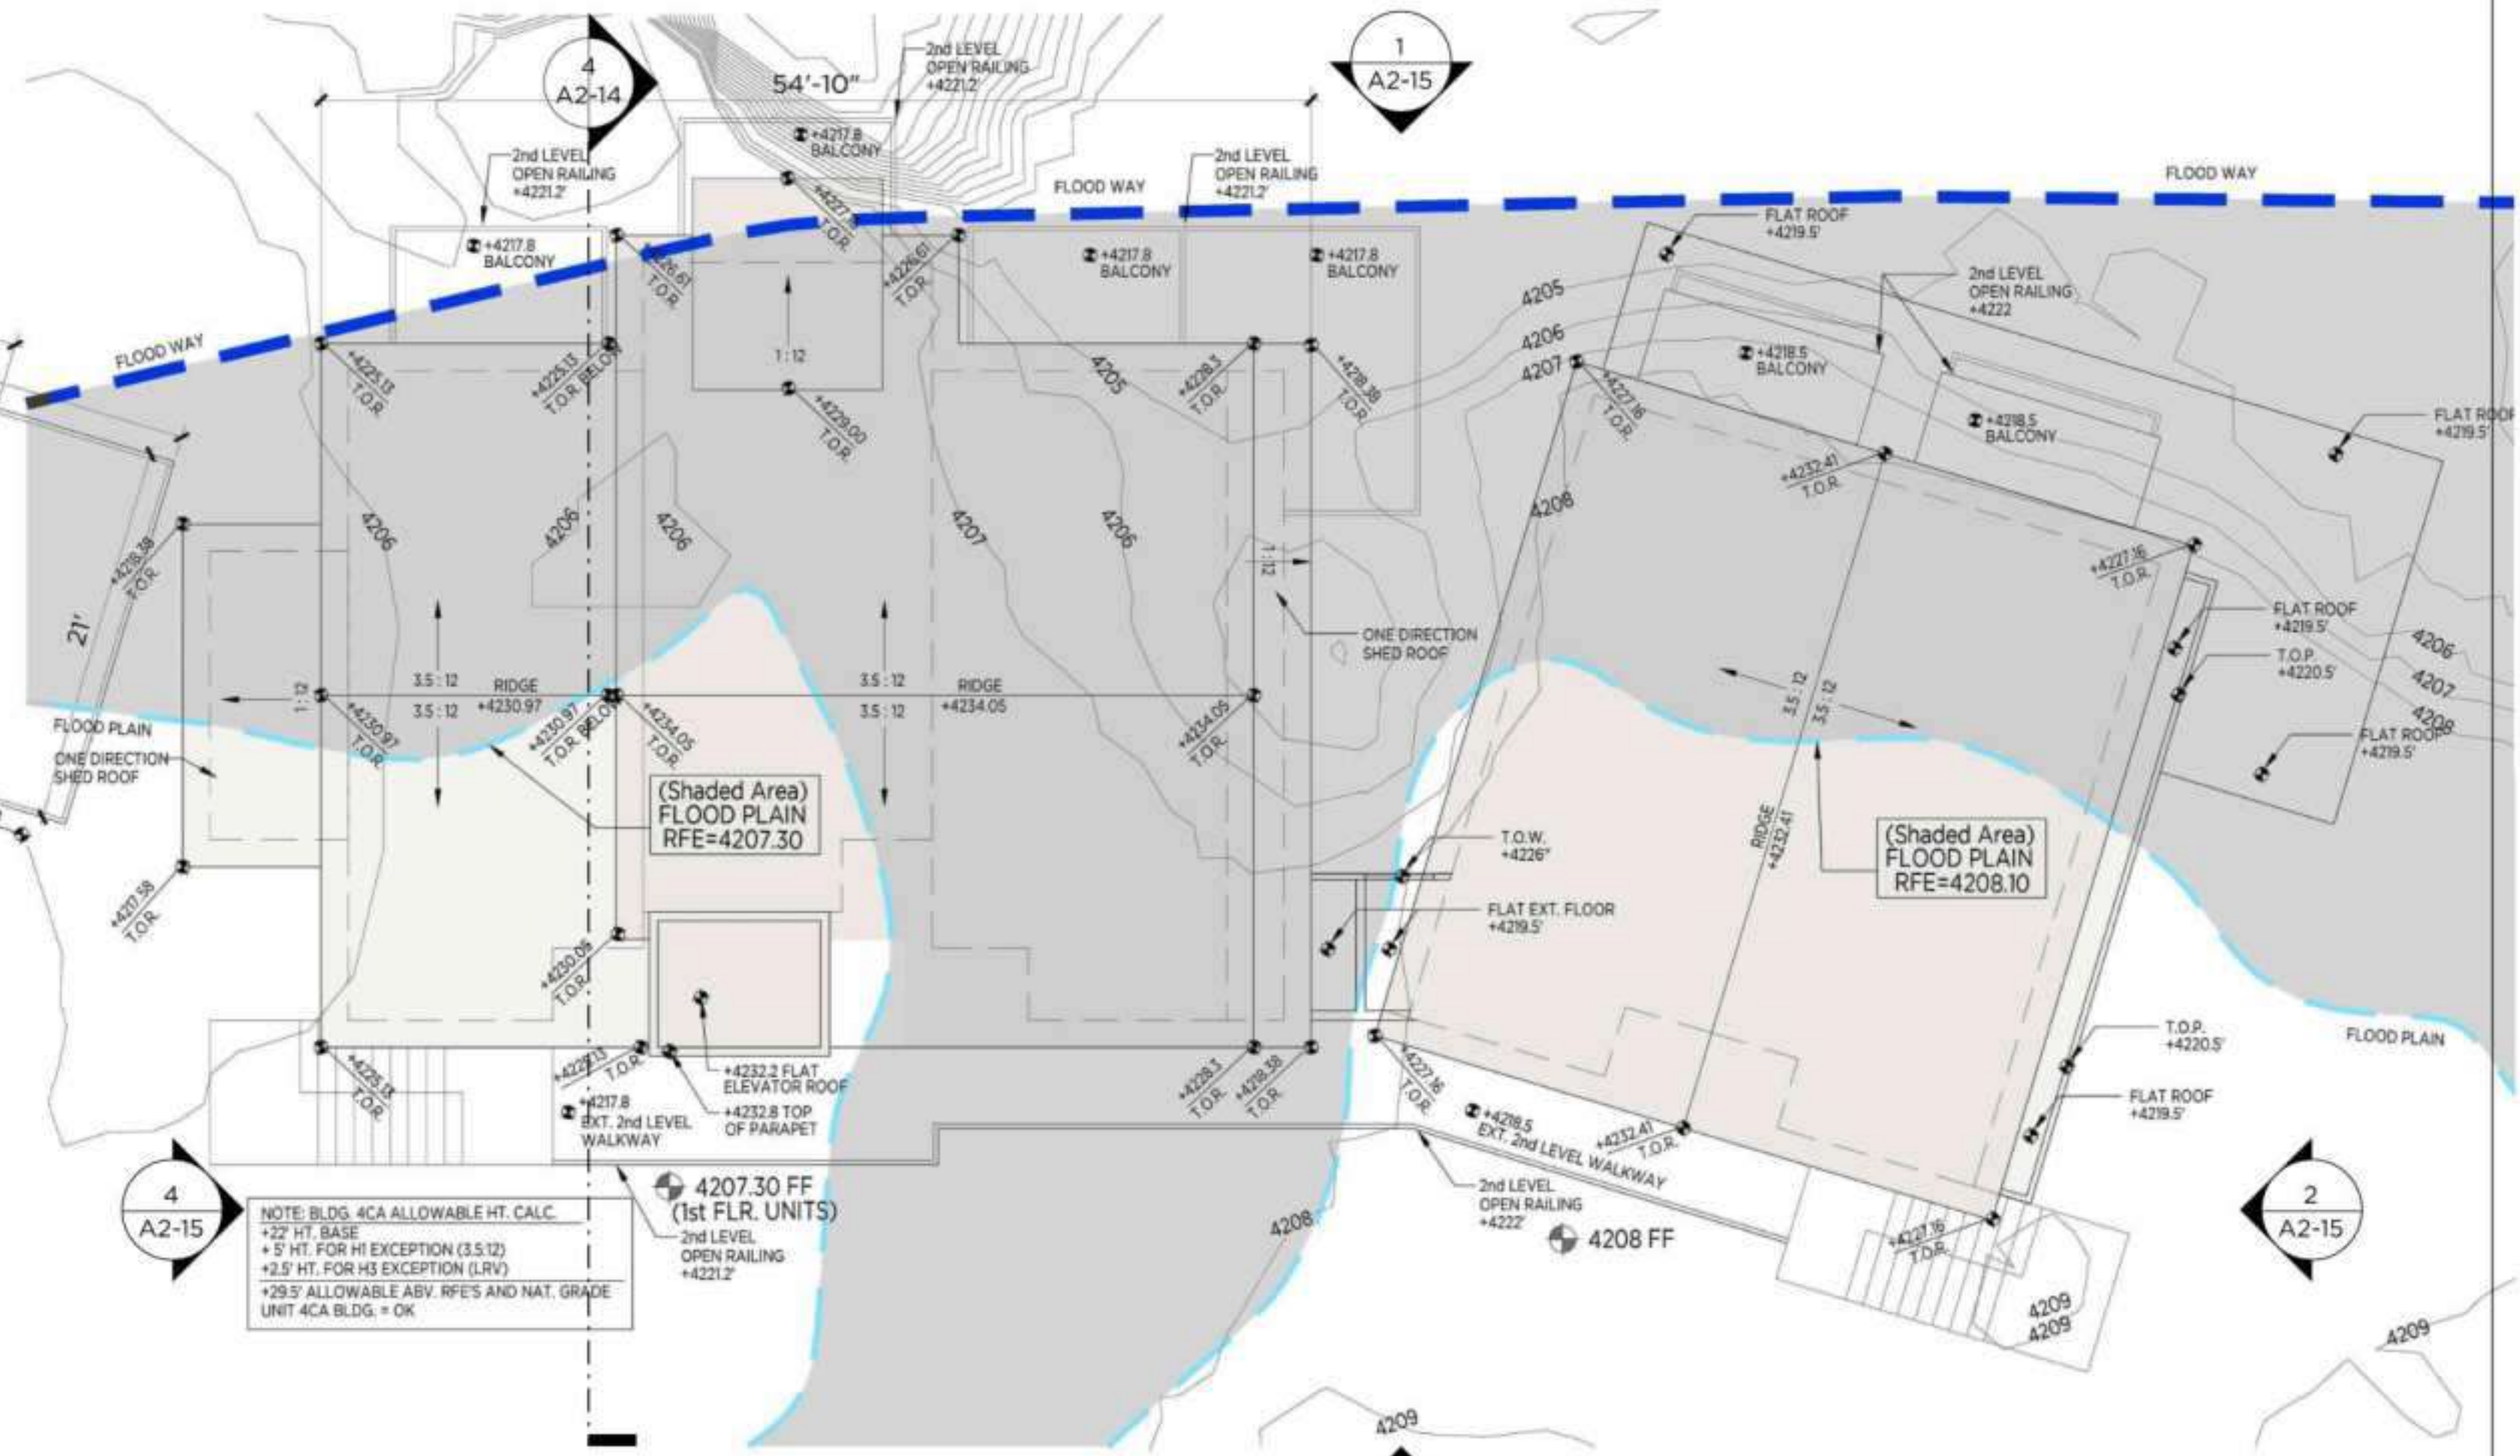 4
A2-14
54'-10"
2nd LEVEL
OPEN RAILING
+4221.2'
1
A2-15
+4217.8
BALCONY
2nd LEVEL
OPEN RAILING
+4221.2'
2nd LEVEL
OPEN RAILING
+4221.2'
FLOOD WAY
FLOOD WAY
T.O.R.
FLAT ROOF
+4219.5'
+4217.8
BALCONY
+4226.61
T.O.R.
+4226.61
T.O.R.
+4217.8
BALCONY
+4217.8
BALCONY
2nd LEVEL
OPEN RAILING
+4222
4205
4206
4207
FLOOD WAY
1:12
+4225.13
T.O.R.
+4225.13
T.O.R. BELOW
4205
+4228.3
T.O.R.
+4218.38
T.O.R.
+4218.5
BALCONY
+4227.16
T.O.R.
+4229.00
T.O.R.
+4218.5
BALCONY
FLAT ROOF
+4219.5'
+4232.41
T.O.R.
4206
4206
4206
4207
4206
4208
+4218.38
T.O.R.
1:12
+4227.16
T.O.R.
21'
ONE DIRECTION
SHED ROOF
FLAT ROOF
+4219.5'
4206
T.O.P.
+4220.5'
4207
4208
1:12
3.5 : 12
3.5 : 12
RIDGE
+4230.97
3.5 : 12
3.5 : 12
RIDGE
+4234.05
3.5 : 12
3.5 : 12
FLOOD PLAIN
ONE DIRECTION
SHED ROOF
+4230.97
T.O.R.
+4230.97
T.O.R. BELOW
+4234.05
T.O.R.
+4234.05
T.O.R.
FLAT ROOF
+4219.5'
(Shaded Area)
FLOOD PLAIN
RFE=4207.30
T.O.W.
+4226"
RIDGE
+4232.41
(Shaded Area)
FLOOD PLAIN
RFE=4208.10
+4217.58
T.O.R.
FLAT EXT. FLOOR
+4219.5'
+4230.05
T.O.R.
T.O.P.
+4220.5'
FLOOD PLAIN
+4225.13
T.O.R.
T.O.R.
+4232.2 FLAT
ELEVATOR ROOF
+4228.3
T.O.R.
+4218.38
T.O.R.
+4227.16
T.O.R.
FLAT ROOF
+4219.5'
+4217.8
EXT. 2nd LEVEL
WALKWAY
+4232.8 TOP
OF PARAPET
+4218.5
EXT. 2nd LEVEL WALKWAY
+4232.41
T.O.R.
4
A2-15
4207.30 FF
(1st FLR. UNITS)
2nd LEVEL
OPEN RAILING
+4221.2'
NOTE: BLDG. 4CA ALLOWABLE HT. CALC.
+22' HT. BASE
+ 5' HT. FOR H1 EXCEPTION (3.5:12)
+2.5' HT. FOR H3 EXCEPTION (LRV)
+29.5' ALLOWABLE ABV. RFE'S AND NAT. GRADE
UNIT 4CA BLDG. = OK
4208
2nd LEVEL
OPEN RAILING
+4222'
4208 FF
+4227.16
T.O.R.
2
A2-15
4209
4209
4209
4209